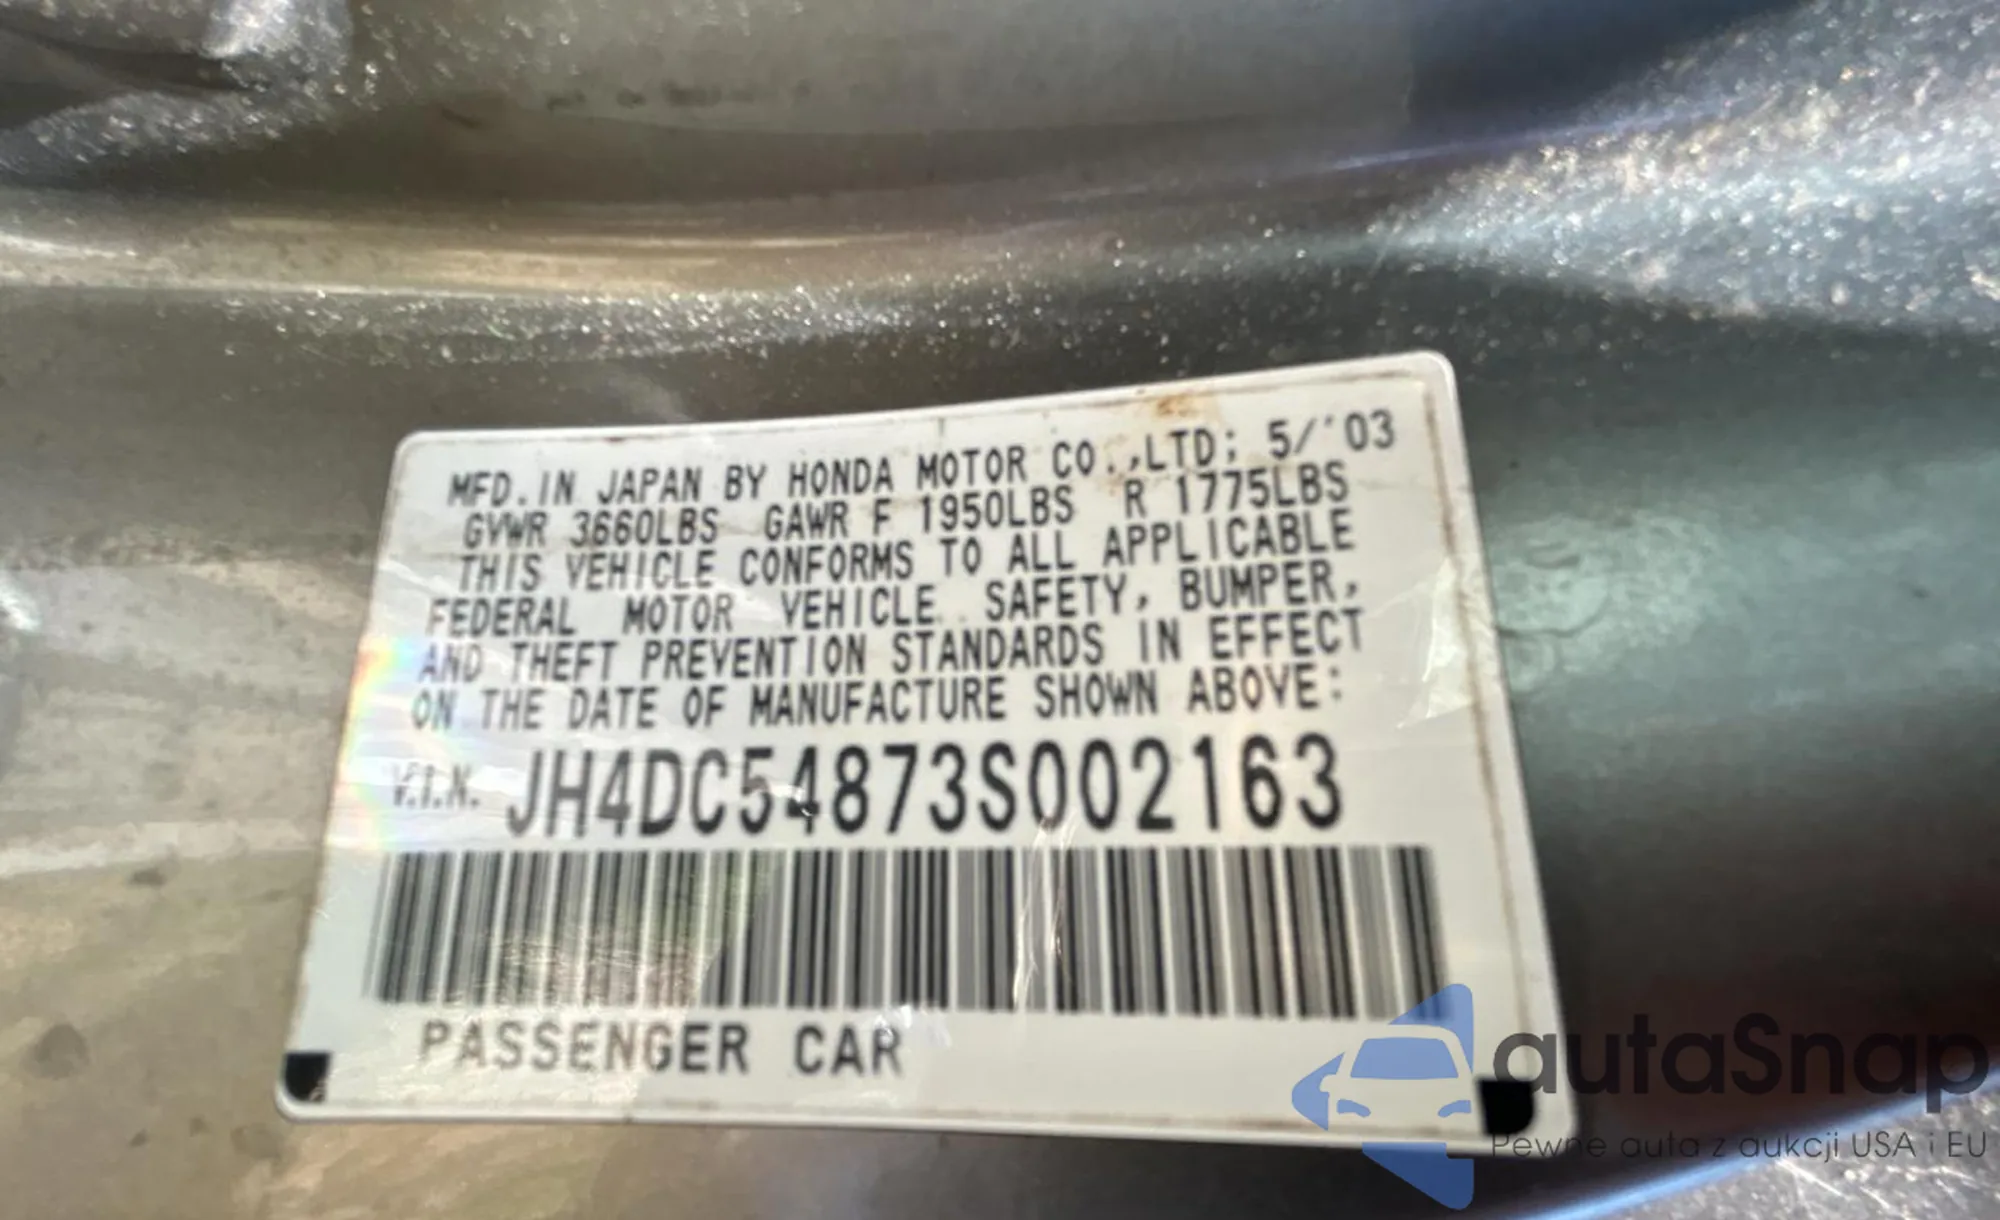 MFD. IN JAPAN BY HONDA MOTOR CO.,LTD; 5/'03
GVWR 3660LBS GAWR F 1950LBS R 1775LBS
THIS VEHICLE CONFORMS TO ALL APPLICABLE
FEDERAL MOTOR VEHICLE SAFETY, BUMPER,
AND THEFT PREVENTION STANDARDS IN EFFECT
ON THE DATE OF MANUFACTURE SHOWN ABOVE:
V.I.N. JH4DC54873S002163
PASSENGER CAR
autaSnap
Pewne auta z aukcji USA i EU